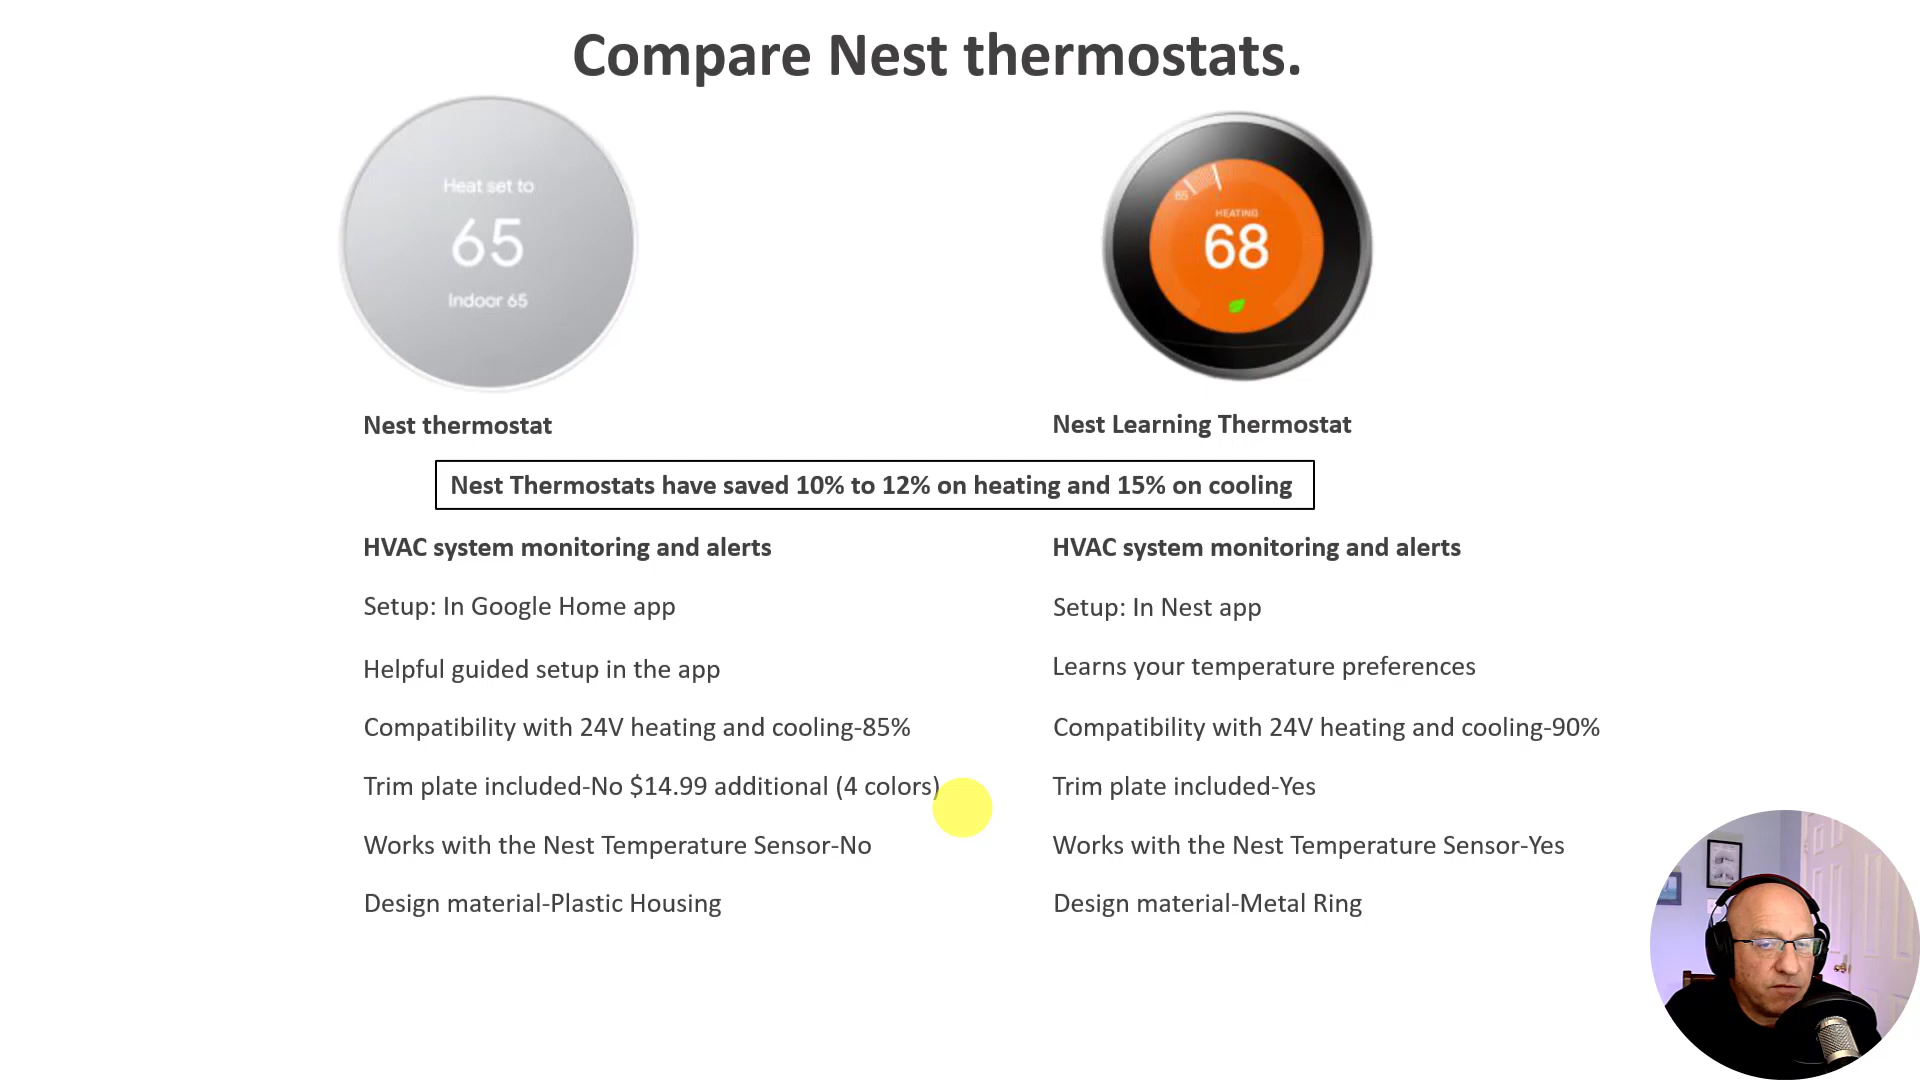 Compare Nest thermostats.
Heat set to
65
Indoor 65
65
HEATING
68
Nest thermostat
Nest Learning Thermostat
Nest Thermostats have saved 10% to 12% on heating and 15% on cooling
HVAC system monitoring and alerts
Setup: In Google Home app
Helpful guided setup in the app
Compatibility with 24V heating and cooling-85%
Trim plate included-No $14.99 additional (4 colors)
Works with the Nest Temperature Sensor-No
Design material-Plastic Housing
HVAC system monitoring and alerts
Setup: In Nest app
Learns your temperature preferences
Compatibility with 24V heating and cooling-90%
Trim plate included-Yes
Works with the Nest Temperature Sensor-Yes
Design material-Metal Ring